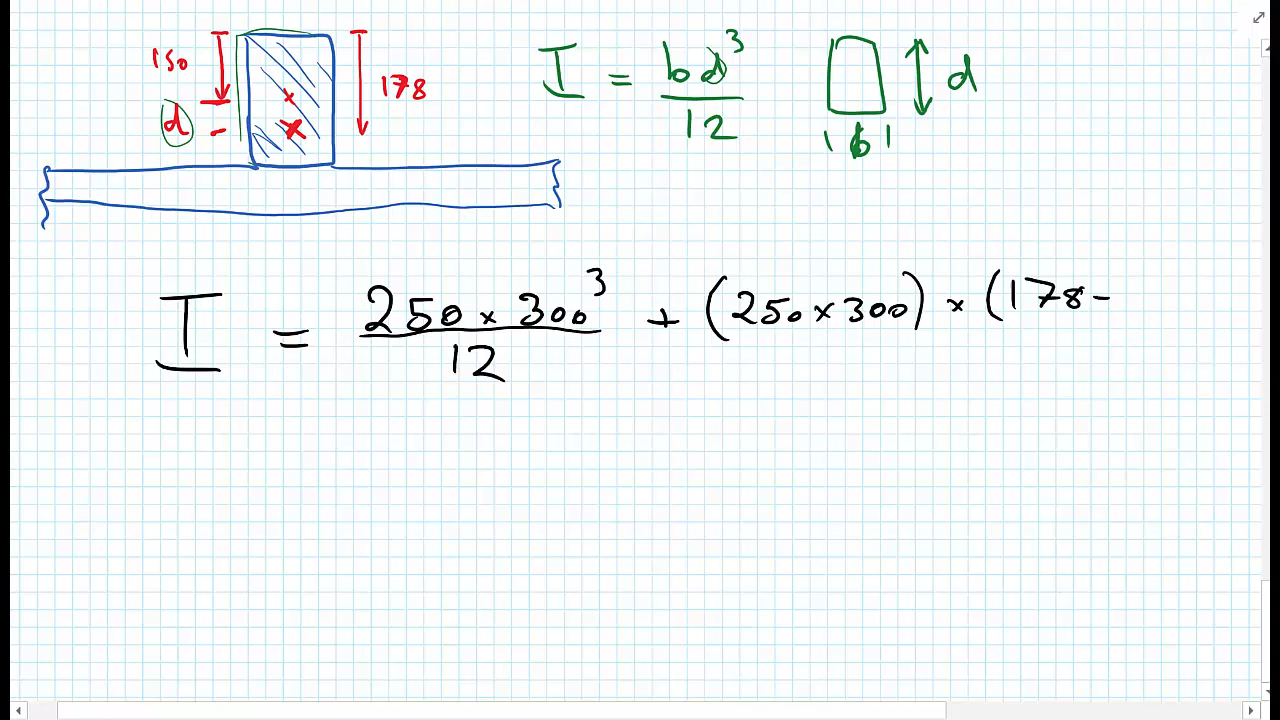 150
d
178
I = bd³/12
d
b
I = 250 × 300³/12 + (250 × 300) × (178 -